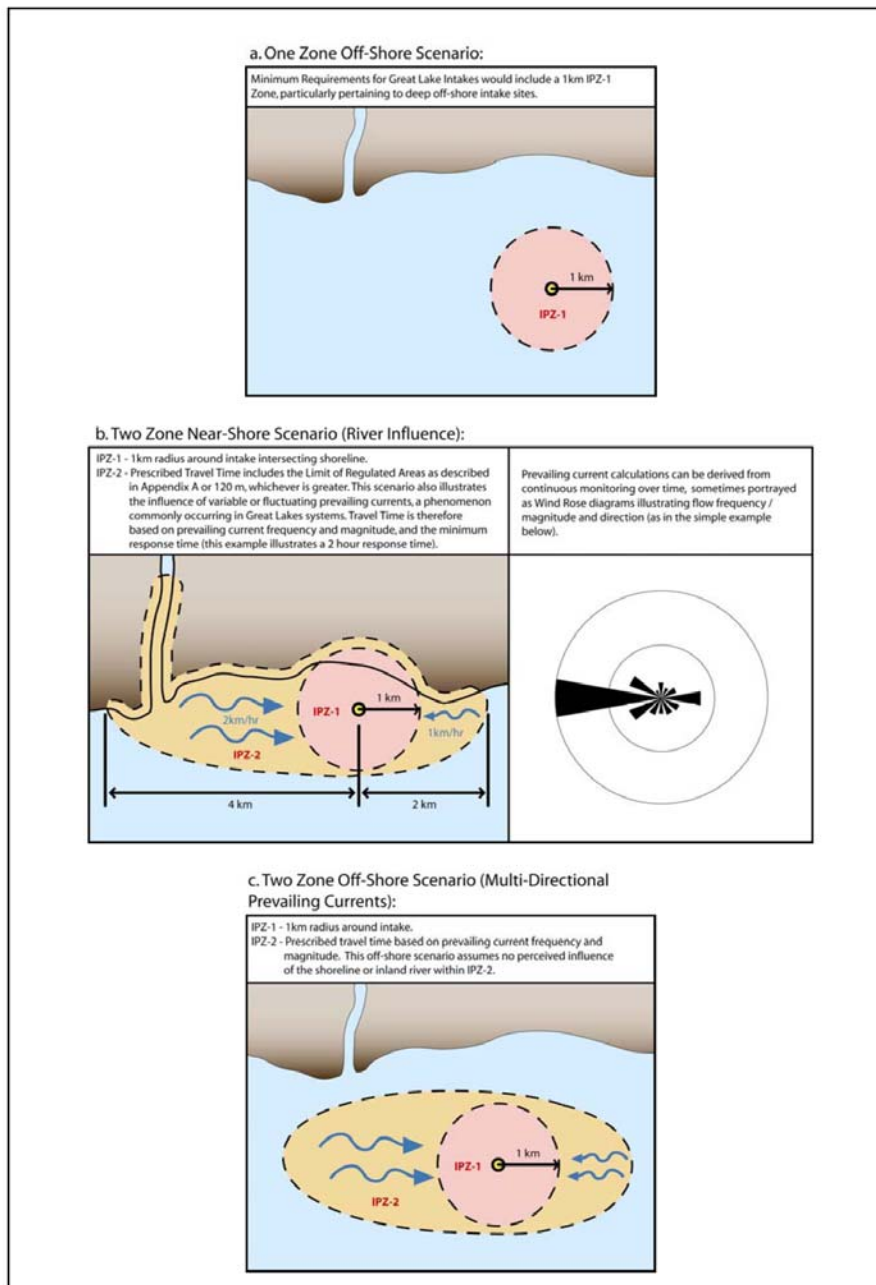 a. One Zone Off-Shore Scenario:
Minimum Requirements for Great Lake Intakes would include a 1km IPZ-1
Zone, particularly pertaining to deep off-shore intake sites.
1 km
IPZ-1
b. Two Zone Near-Shore Scenario (River Influence):
IPZ-1 - 1km radius around intake intersecting shoreline.
IPZ-2 - Prescribed Travel Time includes the Limit of Regulated Areas as described
in Appendix A or 120 m, whichever is greater. This scenario also illustrates
the influence of variable or fluctuating prevailing currents, a phenomenon
commonly occurring in Great Lakes systems. Travel Time is therefore
based on prevailing current frequency and magnitude, and the minimum
response time (this example illustrates a 2 hour response time).
Prevailing current calculations can be derived from
continuous monitoring over time, sometimes portrayed
as Wind Rose diagrams illustrating flow frequency /
magnitude and direction (as in the simple example
below).
1 km
IPZ-1
2km/hr
1km/hr
IPZ-2
4 km
2 km
c. Two Zone Off-Shore Scenario (Multi-Directional
Prevailing Currents):
IPZ-1 - 1km radius around intake.
IPZ-2 - Prescribed travel time based on prevailing current frequency and
magnitude. This off-shore scenario assumes no perceived influence
of the shoreline or inland river within IPZ-2.
1 km
IPZ-1
IPZ-2